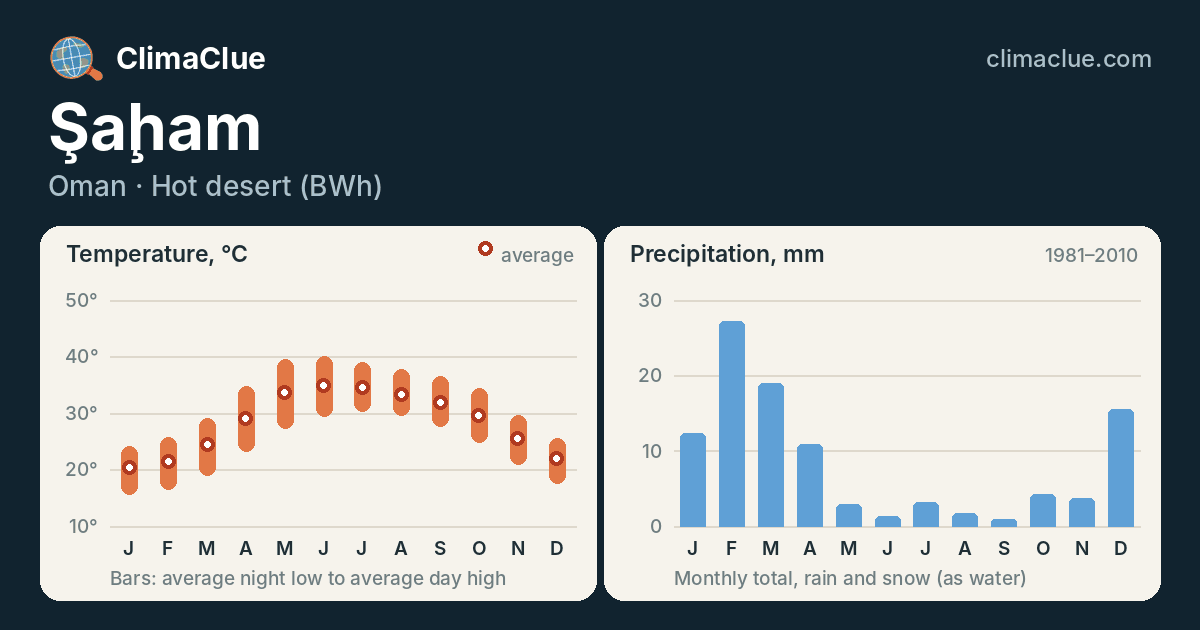 ClimaClue
climaclue.com
Şaḩam
Oman · Hot desert (BWh)
Temperature, °C
average
50°
40°
30°
20°
10°
J F M A M J J A S O N D
Bars: average night low to average day high
Precipitation, mm
1981–2010
30
20
10
0
J F M A M J J A S O N D
Monthly total, rain and snow (as water)